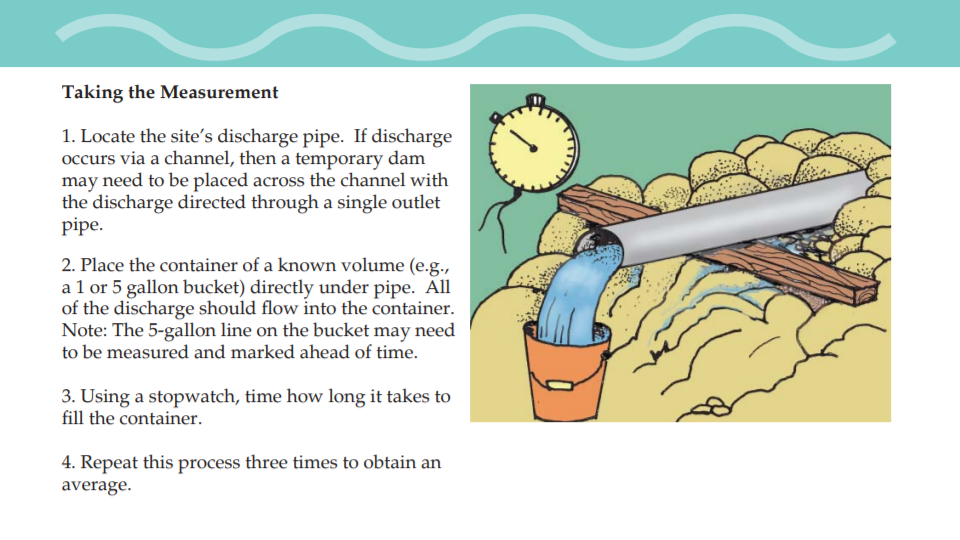 Taking the Measurement
1. Locate the site's discharge pipe.  If discharge
occurs via a channel, then a temporary dam
may need to be placed across the channel with
the discharge directed through a single outlet
pipe.
2. Place the container of a known volume (e.g.,
a 1 or 5 gallon bucket) directly under pipe.  All
of the discharge should flow into the container.
Note: The 5-gallon line on the bucket may need
to be measured and marked ahead of time.
3. Using a stopwatch, time how long it takes to
fill the container.
4. Repeat this process three times to obtain an
average.